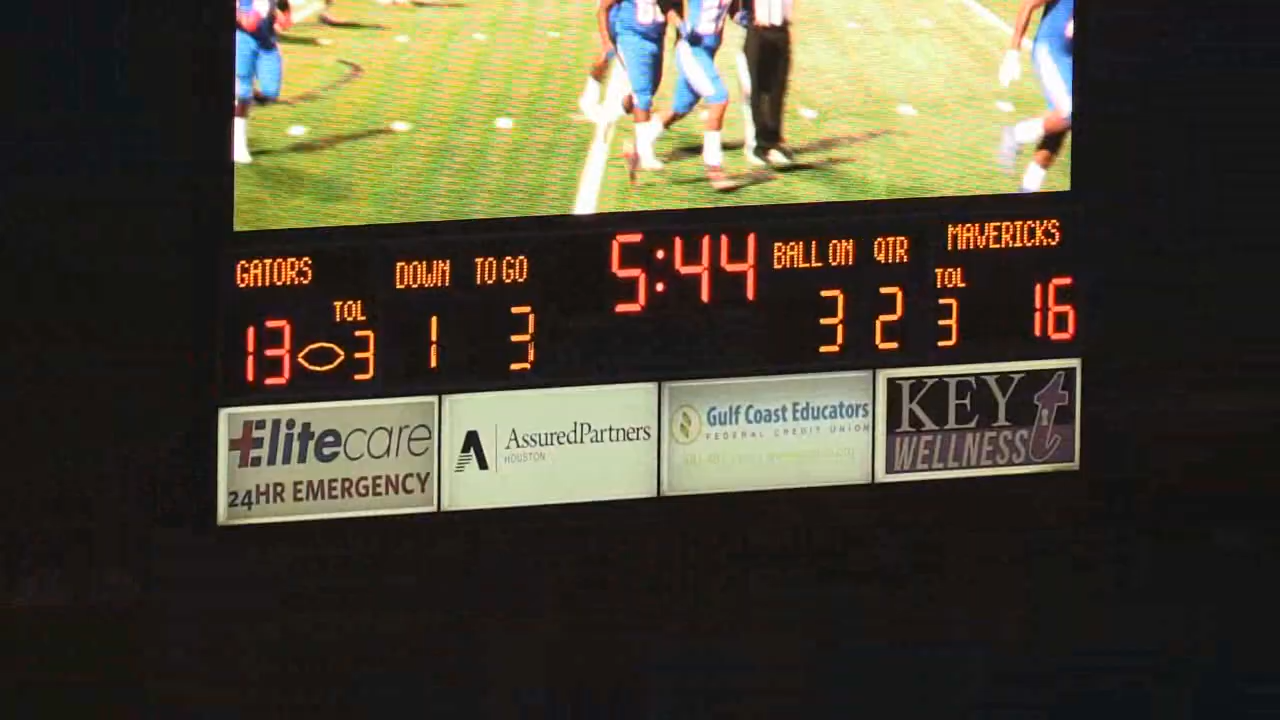 GATORS DOWN TO GO 5:44 BALL ON QTR MAVERICKS
TOL TOL
13 3 1 3 3 2 3 16
Elitecare
24HR EMERGENCY
AssuredPartners
HOUSTON
Gulf Coast Educators
FEDERAL CREDIT UNION
KEY
WELLNESS